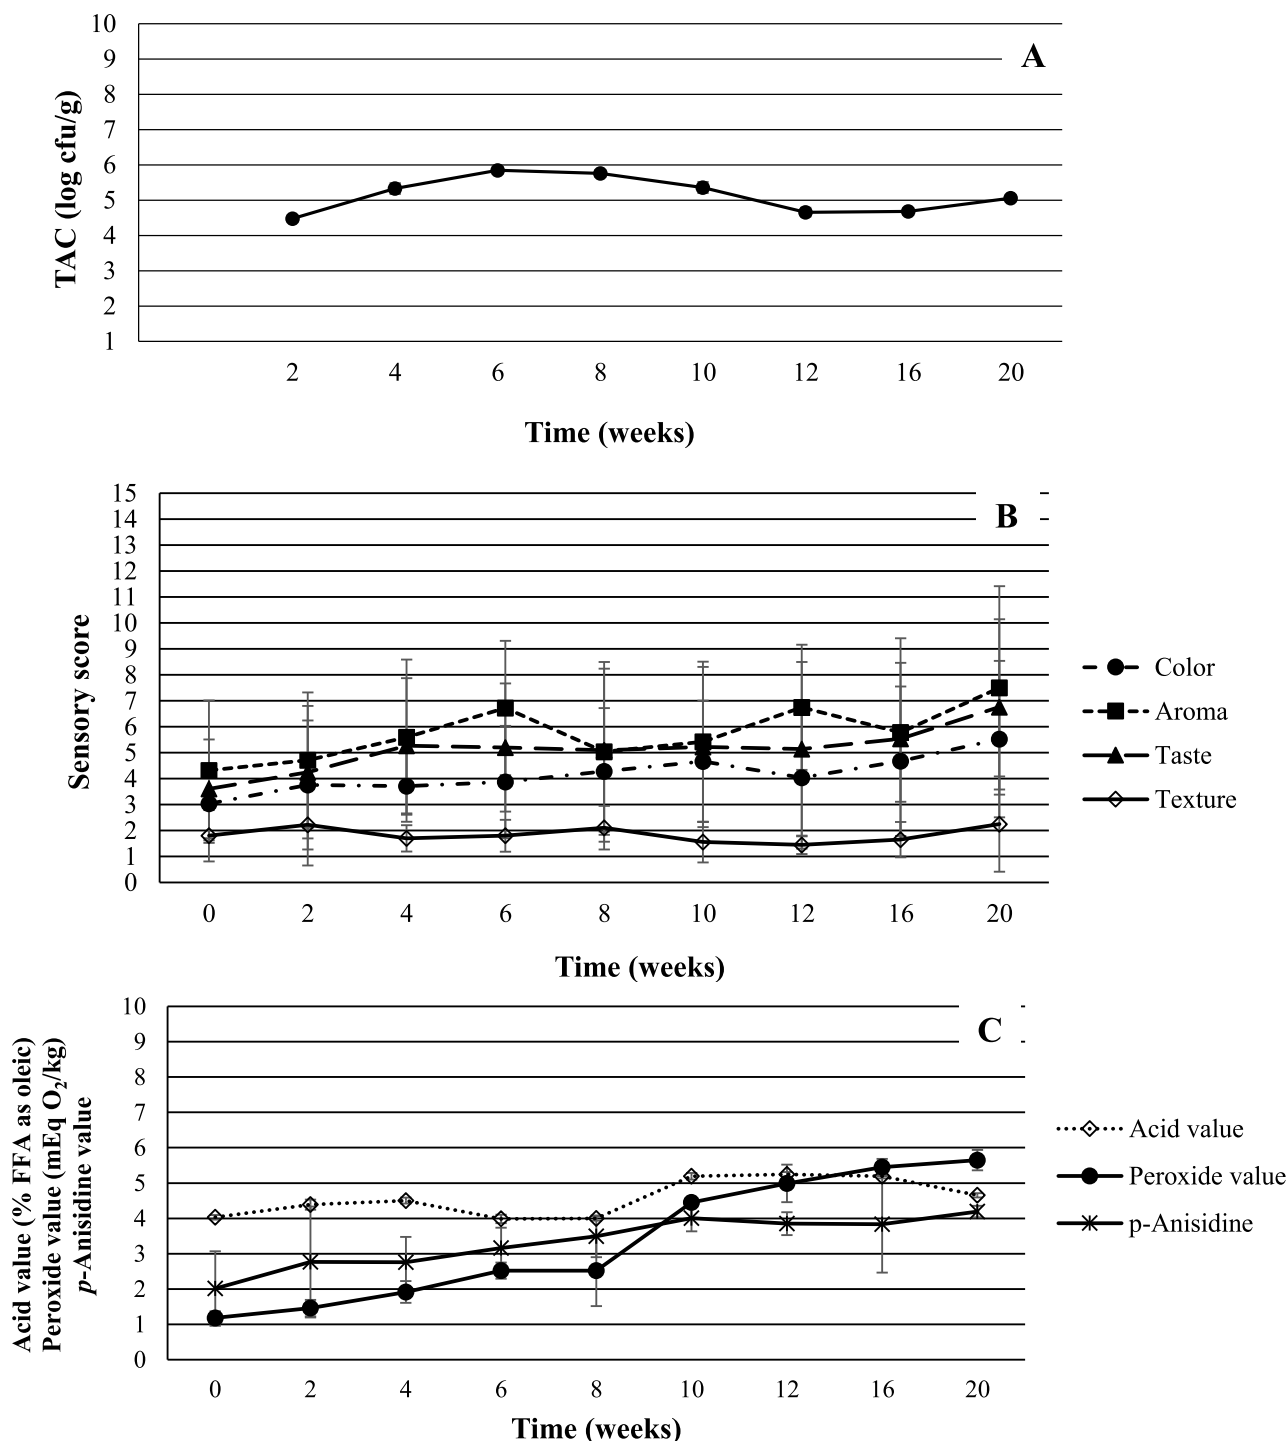 10
9
8
7
6
5
4
3
2
1
TAC (log cfu/g)
A
2 4 6 8 10 12 16 20
Time (weeks)
15
14
13
12
11
10
9
8
7
6
5
4
3
2
1
0
Sensory score
B
Color
Aroma
Taste
Texture
0 2 4 6 8 10 12 16 20
Time (weeks)
10
9
8
7
6
5
4
3
2
1
0
Acid value (% FFA as oleic)
Peroxide value (mEq O₂/kg)
p-Anisidine value
C
Acid value
Peroxide value
p-Anisidine
0 2 4 6 8 10 12 16 20
Time (weeks)